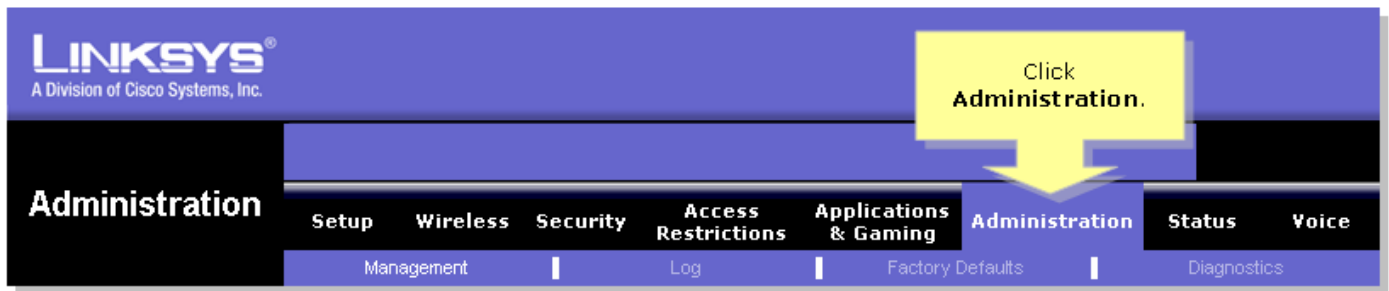 LINKSYS®
A Division of Cisco Systems, Inc.
Click
Administration.
Administration
Setup Wireless Security Access Restrictions Applications & Gaming Administration Status Voice
Management Log Factory Defaults Diagnostics